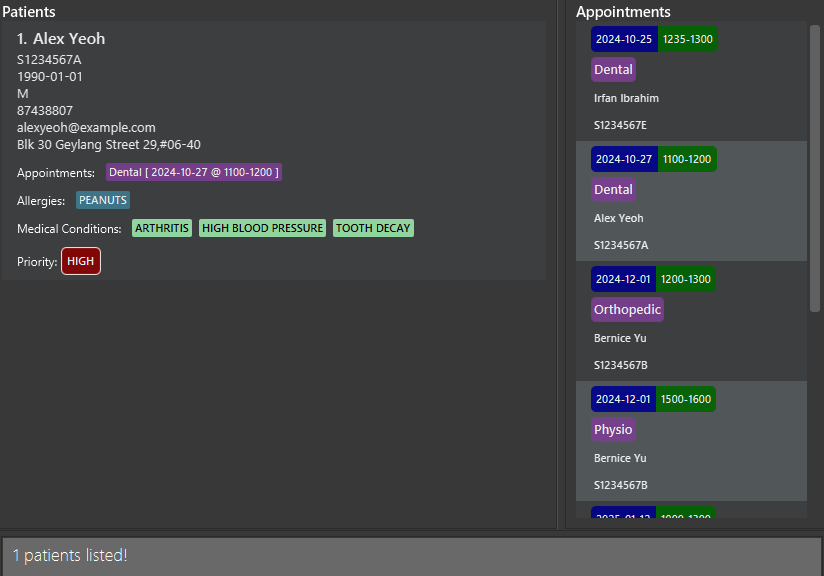 Patients
1. Alex Yeoh
S1234567A
1990-01-01
M
87438807
alexyeoh@example.com
Blk 30 Geylang Street 29,#06-40
Appointments: Dental [ 2024-10-27 @ 1100-1200 ]
Allergies: PEANUTS
Medical Conditions: ARTHRITIS HIGH BLOOD PRESSURE TOOTH DECAY
Priority: HIGH
Appointments
2024-10-25 1235-1300
Dental
Irfan Ibrahim
S1234567E
2024-10-27 1100-1200
Dental
Alex Yeoh
S1234567A
2024-12-01 1200-1300
Orthopedic
Bernice Yu
S1234567B
2024-12-01 1500-1600
Physio
Bernice Yu
S1234567B
1 patients listed!